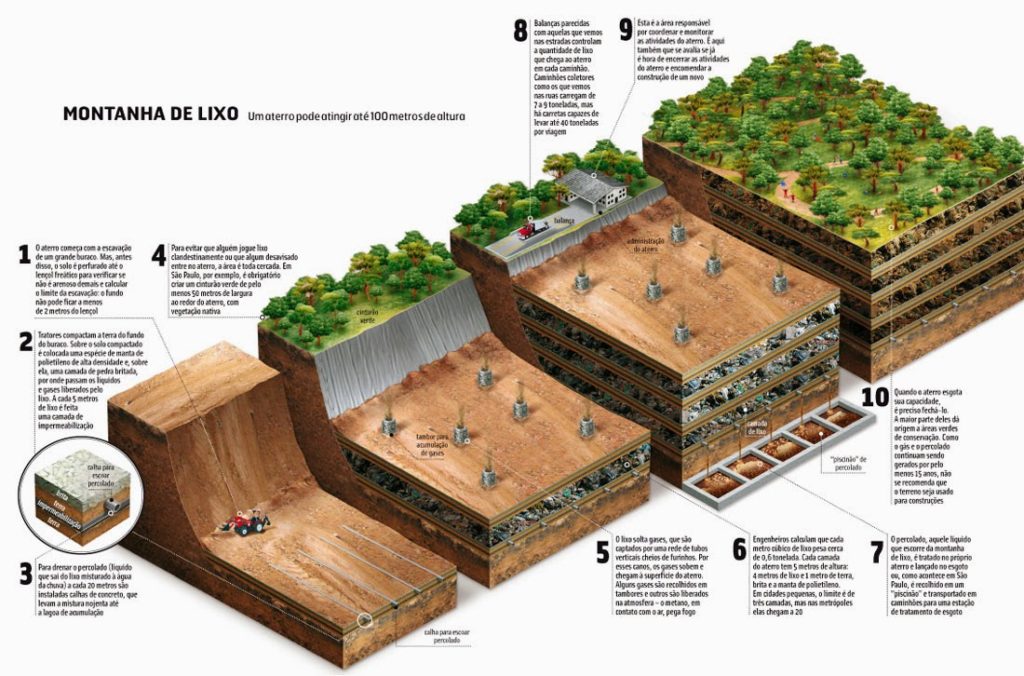 MONTANHA DE LIXO Um aterro pode atingir até 100 metros de altura
1
O aterro começa com a escavação
de um grande buraco. Mas, antes
disso, o solo é perfurado até o
lençol freático para verificar se
não é arenoso demais e calcular
o limite da escavação: o fundo
não pode ficar a menos
de 2 metros do lençol
2
Tratores compactam a terra do fundo
do buraco. Sobre o solo compactado
é colocada uma espécie de manta de
polietileno de alta densidade e, sobre
ela, uma camada de pedra britada,
por onde passam os líquidos
e gases liberados pelo
lixo. A cada 5 metros
de lixo é feita
uma camada de
impermeabilização
calha para
escoar
percolado
brita
terra
impermeabilização
terra
3
Para drenar o percolado (líquido
que sai do lixo misturado à água
da chuva) a cada 20 metros são
instaladas calhas de concreto, que
levam a mistura nojenta até
a lagoa de acumulação
calha para escoar
percolado
4
Para evitar que alguém jogue lixo
clandestinamente ou que algum desavisado
entre no aterro, a área é toda cercada. Em
São Paulo, por exemplo, é obrigatório
criar um cinturão verde de pelo
menos 50 metros de largura
ao redor do aterro, com
vegetação nativa
cinturão
verde
tambor para
acumulação
de gases
5
O lixo solta gases, que são
captados por uma rede de tubos
verticais cheios de furinhos. Por
esses canos, os gases sobem e
chegam à superfície do aterro.
Alguns gases são recolhidos em
tambores e outros são liberados
na atmosfera – o metano, em
contato com o ar, pega fogo
6
Engenheiros calculam que cada
metro cúbico de lixo pesa cerca
de 0,6 tonelada. Cada camada
do aterro tem 5 metros de altura:
4 metros de lixo e 1 metro de terra,
brita e a manta de polietileno.
Em cidades pequenas, o limite é de
três camadas, mas nas metrópoles
elas chegam a 20
camada
de lixo
7
O percolado, aquele líquido
que escorre da montanha
de lixo, é tratado no próprio
aterro e lançado no esgoto
ou, como acontece em São
Paulo, é recolhido em um
"piscinão" e transportado em
caminhões para uma estação
de tratamento de esgoto
"piscinão" de
percolado
8
Balanças parecidas
com aquelas que vemos
nas estradas controlam
a quantidade de lixo
que chega ao aterro
em cada caminhão.
Caminhões coletores
como os que vemos
nas ruas carregam de
7 a 9 toneladas, mas
há carretas capazes de
levar até 40 toneladas
por viagem
balança
9
Esta é a área responsável
por coordenar e monitorar
as atividades do aterro. É aqui
também que se avalia se já
é hora de encerrar as atividades
do aterro e encomendar a
construção de um novo
administração
do aterro
10
Quando o aterro esgota
sua capacidade,
é preciso fechá-lo.
A maior parte deles dá
origem a áreas verdes
de conservação. Como
o gás e o percolado
continuam sendo
gerados por pelo
menos 15 anos, não
se recomenda que
o terreno seja usado
para construções